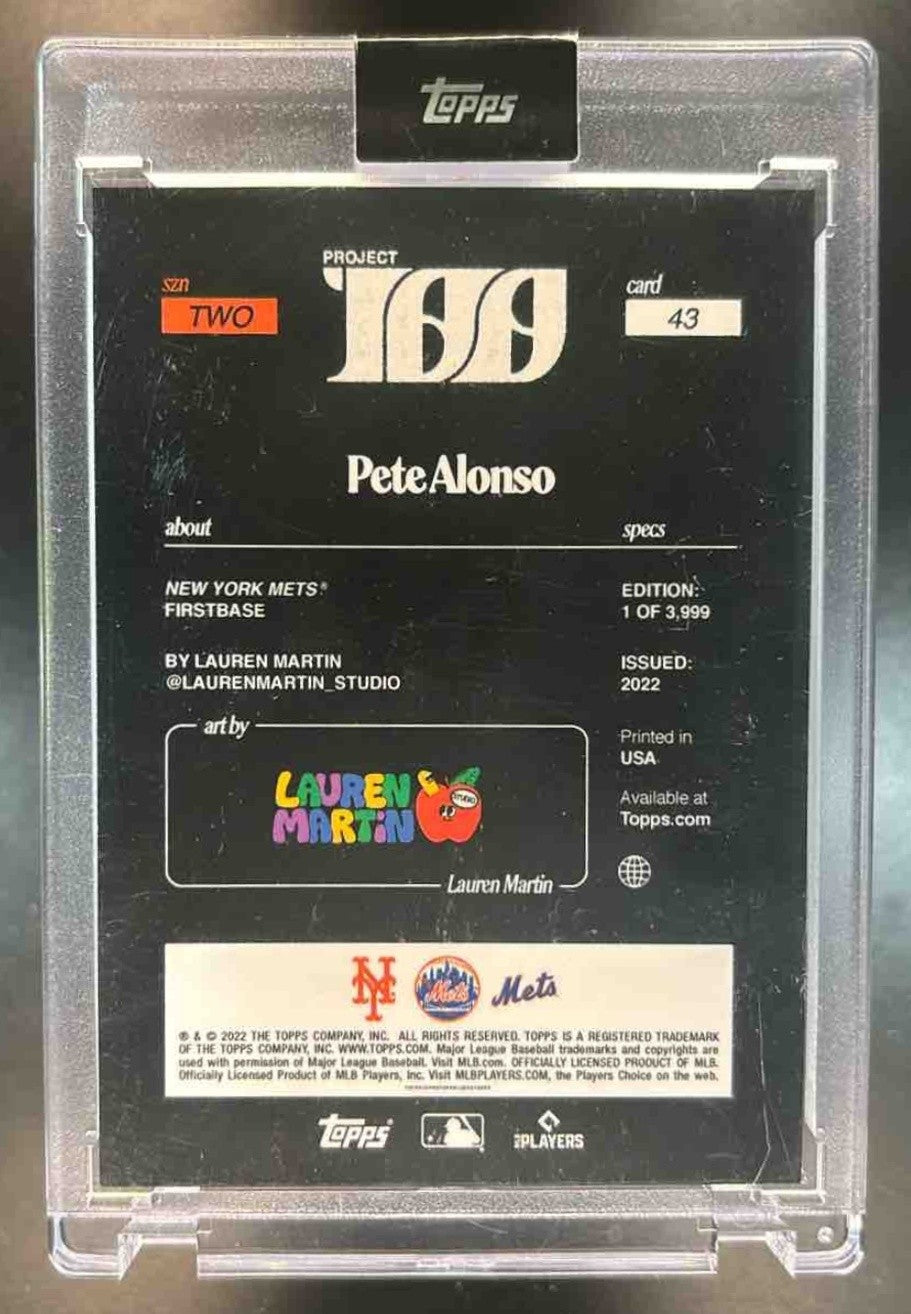 TOPPS
PROJECT
100
szn
TWO
card
43
Pete Alonso
about
specs
NEW YORK METS®
FIRSTBASE
EDITION:
1 OF 3,999
BY LAUREN MARTIN
@LAURENMARTIN_STUDIO
ISSUED:
2022
art by
LAUREN
MARTiN
STUDIO
Lauren Martin
Printed in
USA
Available at
Topps.com
NY
Mets
Mets
® & © 2022 THE TOPPS COMPANY, INC. ALL RIGHTS RESERVED. TOPPS IS A REGISTERED TRADEMARK
OF THE TOPPS COMPANY, INC. WWW.TOPPS.COM. Major League Baseball trademarks and copyrights are
used with permission of Major League Baseball. Visit MLB.com. OFFICIALLY LICENSED PRODUCT OF MLB.
Officially Licensed Product of MLB Players, Inc. Visit MLBPLAYERS.COM, the Players Choice on the web.
TOPPS
PLAYERS